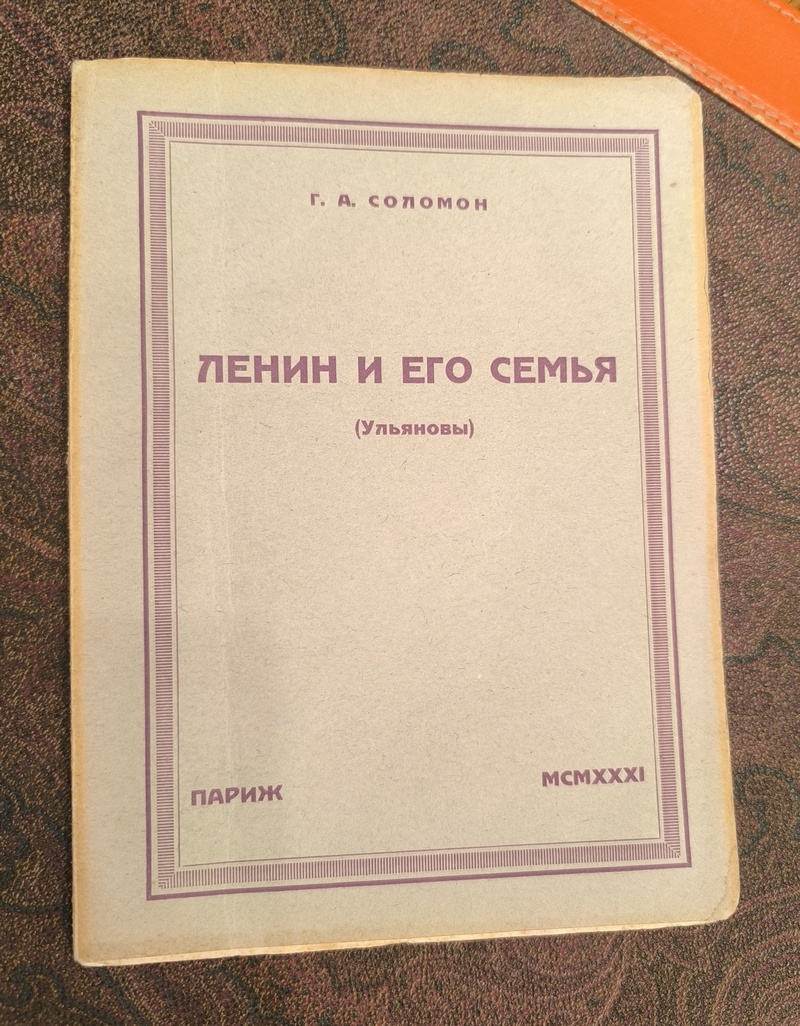 Г. А. СОЛОМОН
ЛЕНИН И ЕГО СЕМЬЯ
(Ульяновы)
ПАРИЖ
MCMXXXI